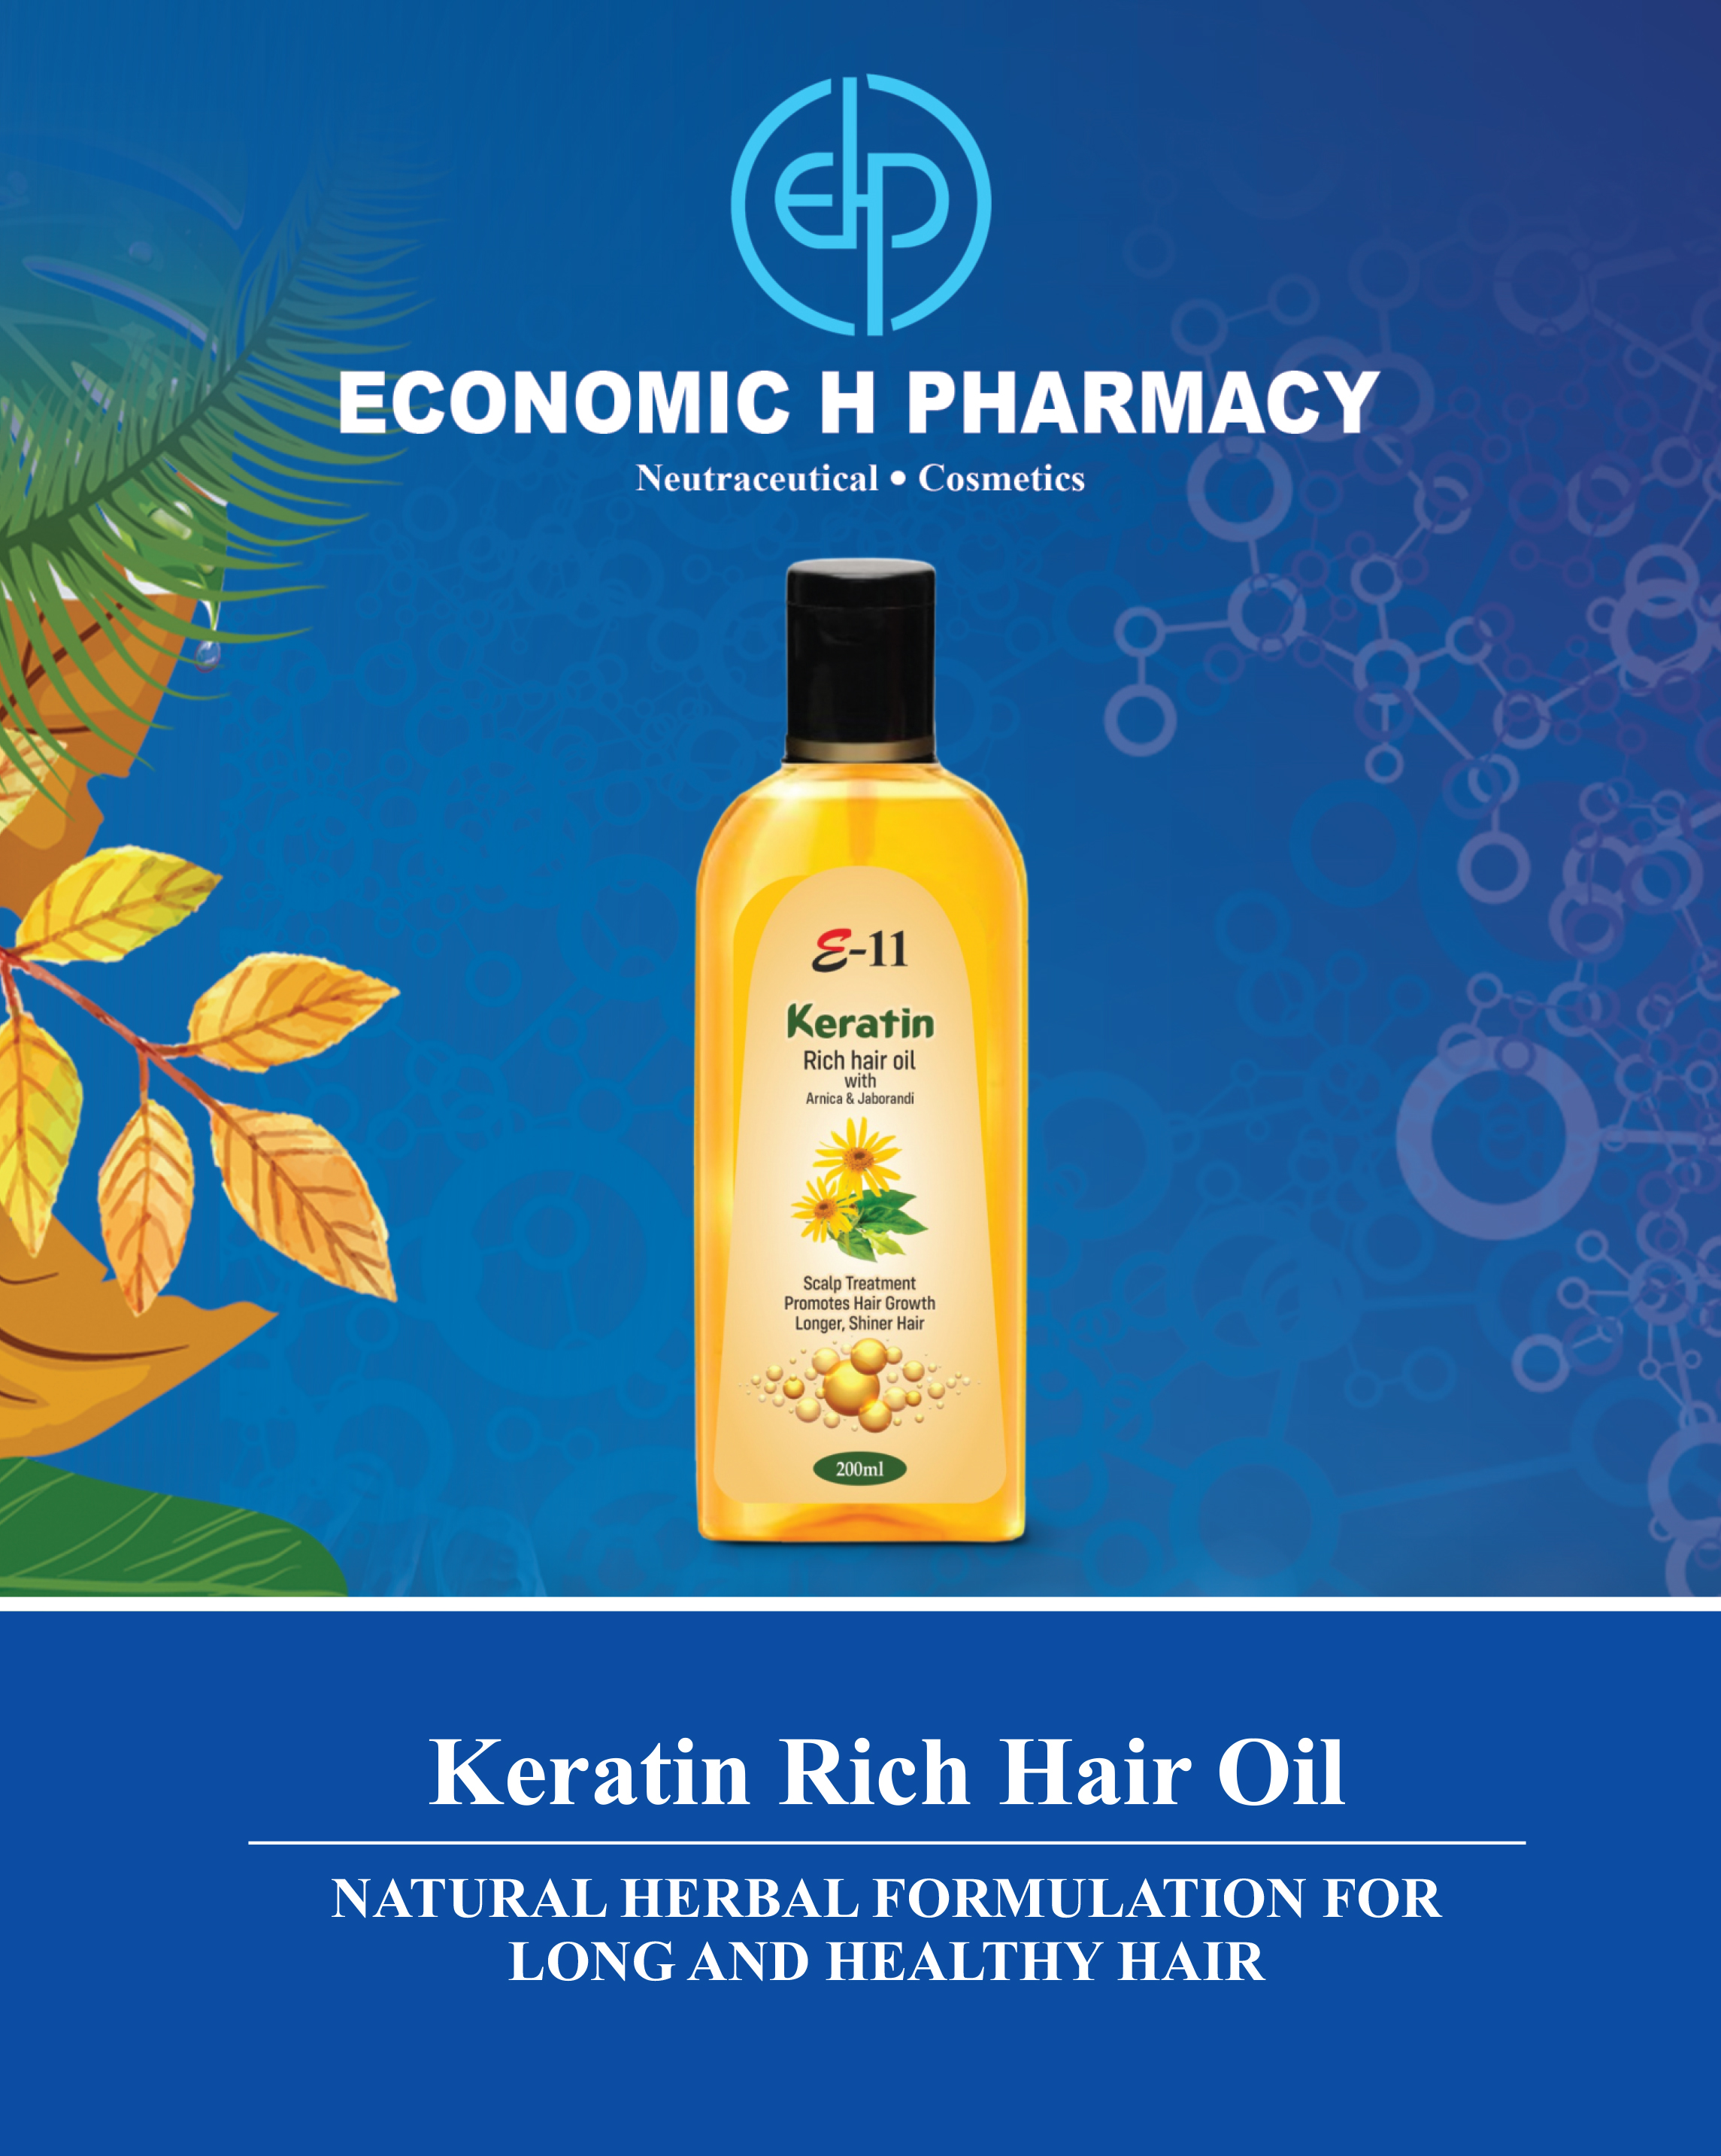 EHP
ECONOMIC H PHARMACY
Neutraceutical • Cosmetics
E-11
Keratin
Rich hair oil
with
Arnica & Jaborandi
Scalp Treatment
Promotes Hair Growth
Longer, Shiner Hair
200ml
Keratin Rich Hair Oil
NATURAL HERBAL FORMULATION FOR
LONG AND HEALTHY HAIR